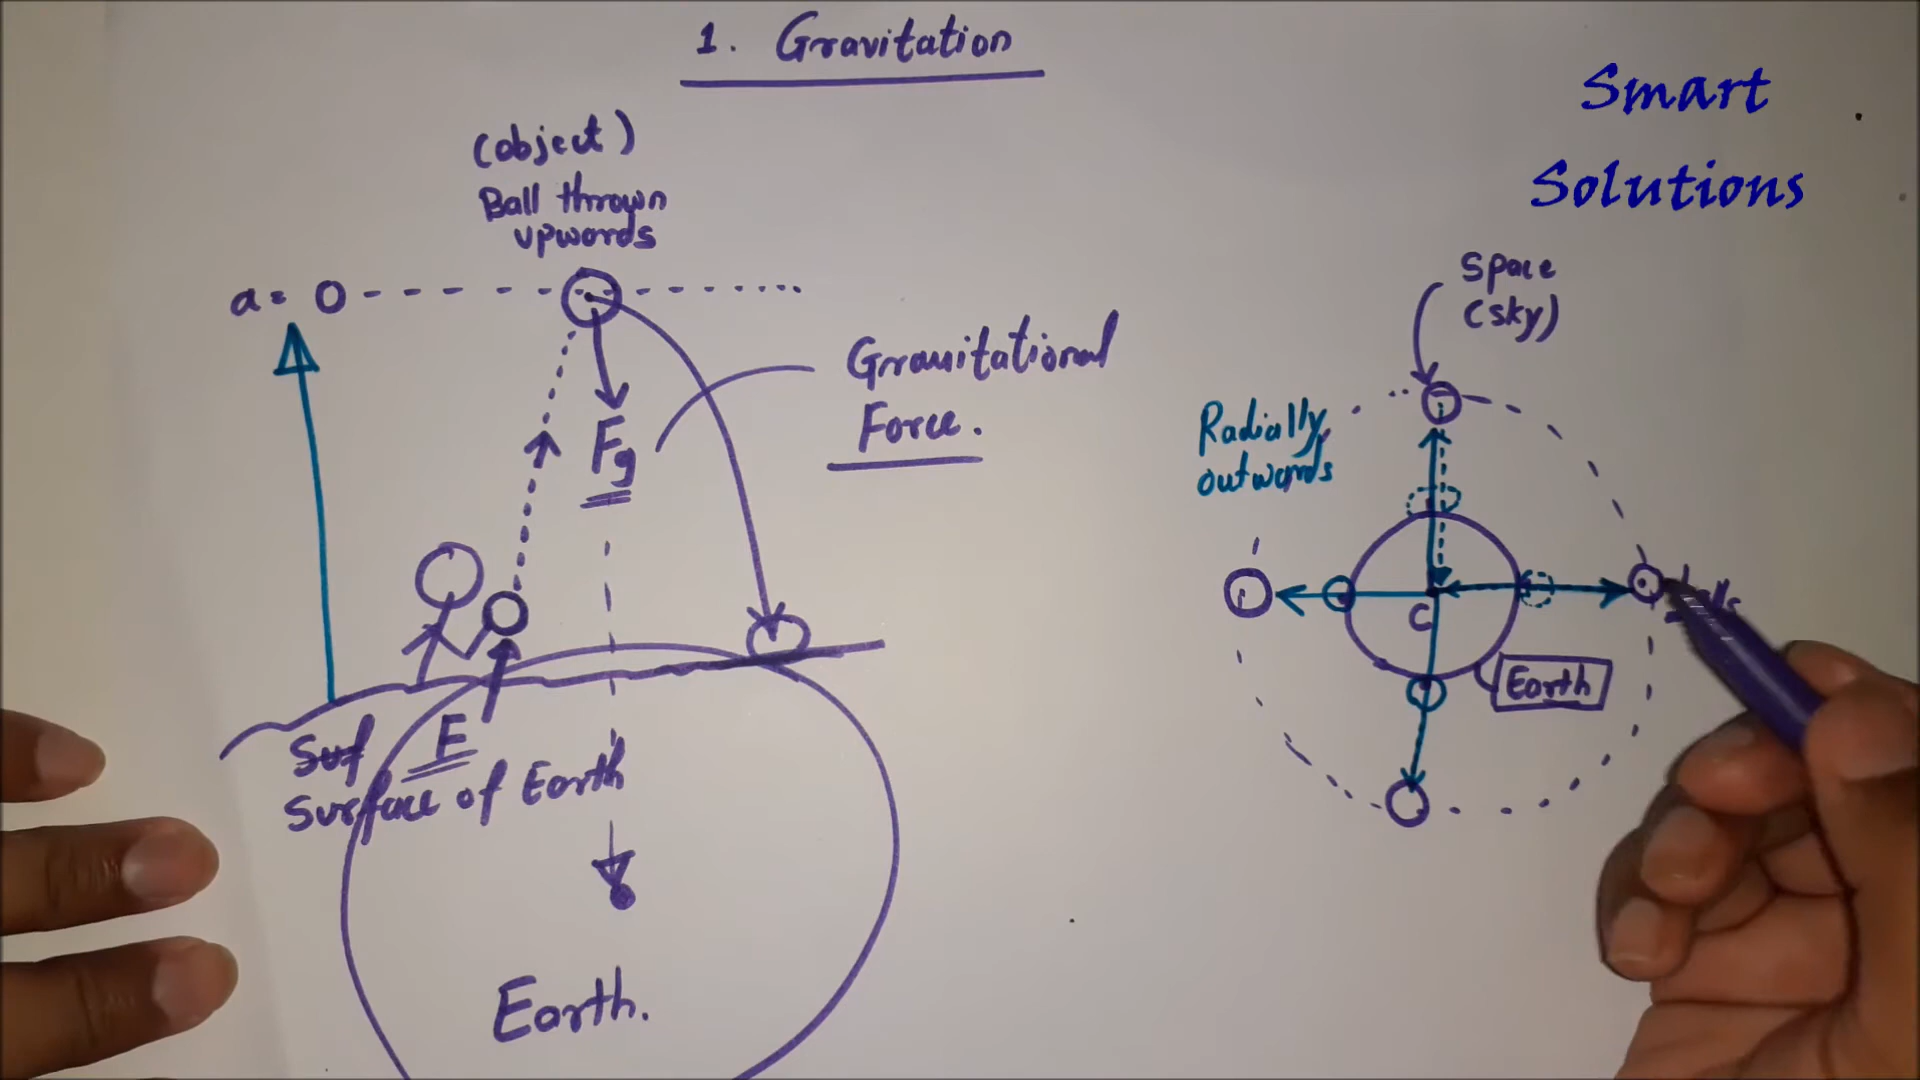 1. Gravitation
Smart
Solutions
(object)
Ball thrown
upwords
a = 0
Gravitational
Force.
Fg
Space
(sky)
Radially
outwards
C
Earth
Suf
F
Surface of Earth
Earth.